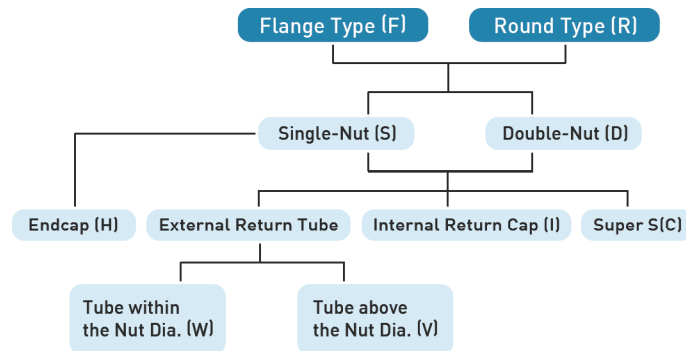 Flange Type (F)
Round Type (R)
Single-Nut (S)
Double-Nut (D)
Endcap (H)
External Return Tube
Internal Return Cap (I)
Super S(C)
Tube within
the Nut Dia. (W)
Tube above
the Nut Dia. (V)